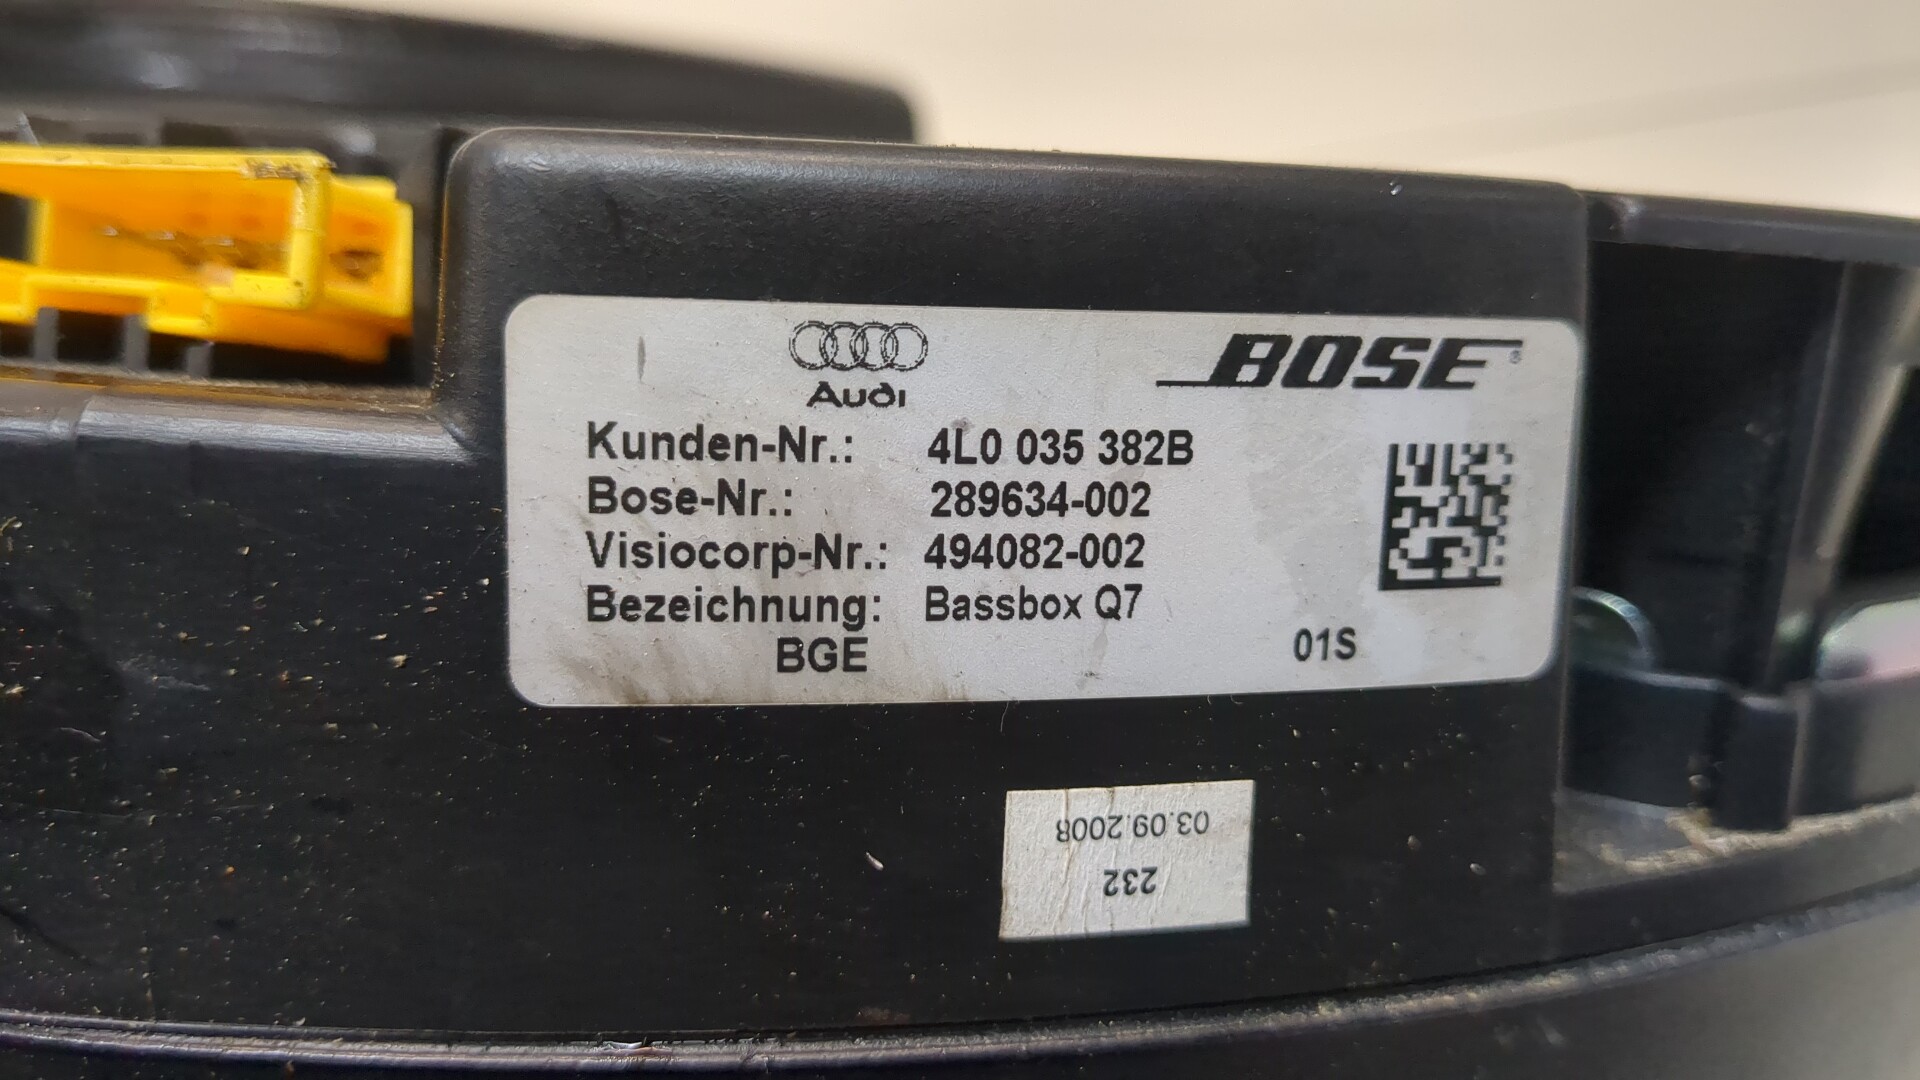 Audi
BOSE®
Kunden-Nr.: 4L0 035 382B
Bose-Nr.: 289634-002
Visiocorp-Nr.: 494082-002
Bezeichnung: Bassbox Q7
BGE 01S
232
03.09.2008